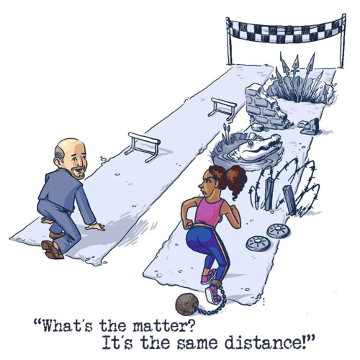 “What's the matter?
It's the same distance!”